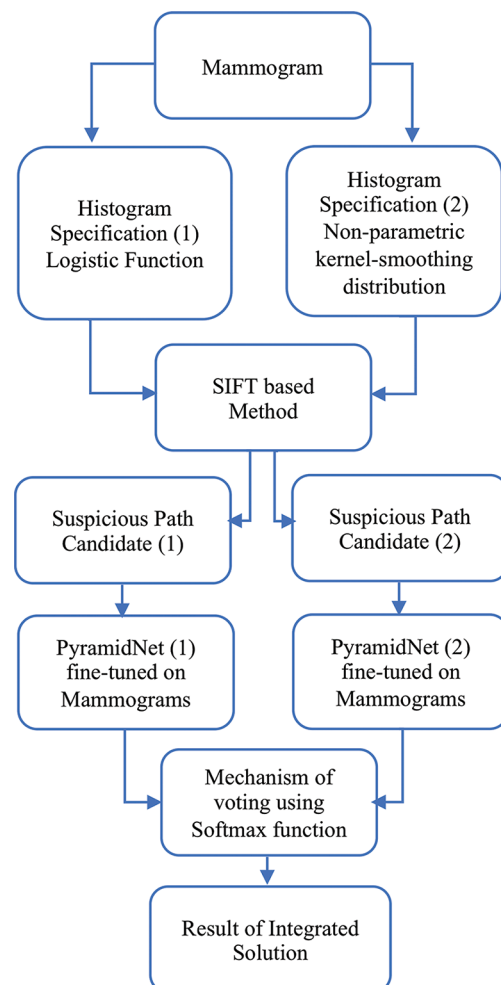 Mammogram
Histogram
Specification (1)
Logistic Function
Histogram
Specification (2)
Non-parametric
kernel-smoothing
distribution
SIFT based
Method
Suspicious Path
Candidate (1)
Suspicious Path
Candidate (2)
PyramidNet (1)
fine-tuned on
Mammograms
PyramidNet (2)
fine-tuned on
Mammograms
Mechanism of
voting using
Softmax function
Result of Integrated
Solution